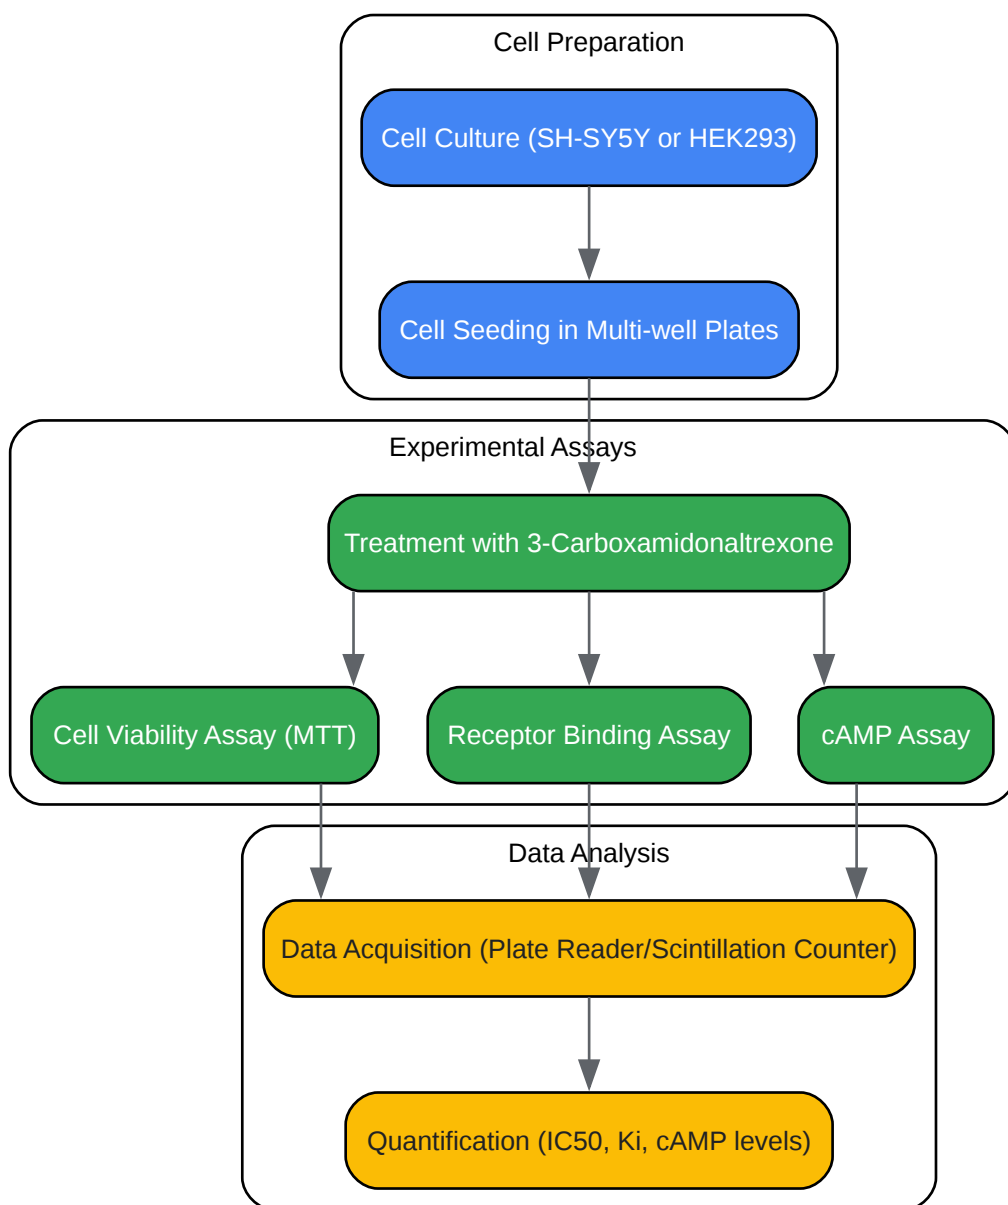 Cell Preparation
Cell Culture (SH-SY5Y or HEK293)
Cell Seeding in Multi-well Plates
Experimental Assays
Treatment with 3-Carboxamidonaltrexone
Cell Viability Assay (MTT)
Receptor Binding Assay
cAMP Assay
Data Analysis
Data Acquisition (Plate Reader/Scintillation Counter)
Quantification (IC50, Ki, cAMP levels)